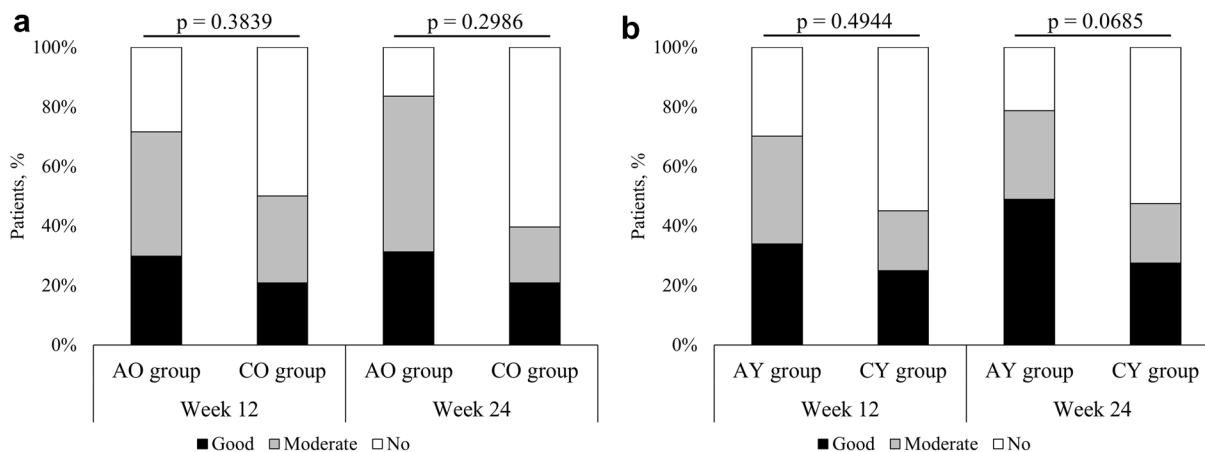 a
p = 0.3839
p = 0.2986
100%
80%
60%
40%
20%
0%
Patients, %
AO group
CO group
AO group
CO group
Week 12
Week 24
Good
Moderate
No
b
p = 0.4944
p = 0.0685
100%
80%
60%
40%
20%
0%
Patients, %
AY group
CY group
AY group
CY group
Week 12
Week 24
Good
Moderate
No